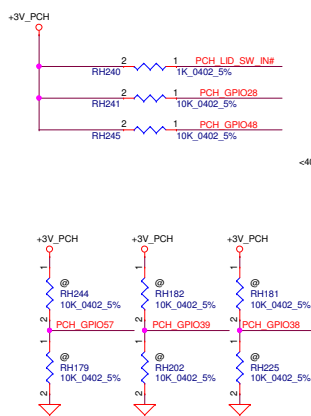 +3V_PCH
2 1 PCH_LID_SW_IN#
RH240 1K_0402_5%
2 1 PCH_GPIO28
RH241 10K_0402_5%
2 1 PCH_GPIO48
RH245 10K_0402_5%
<40
+3V_PCH +3V_PCH +3V_PCH
1 1 1
@ @ @
RH244 RH182 RH181
10K_0402_5% 10K_0402_5% 10K_0402_5%
2 2 2
PCH_GPIO57 PCH_GPIO39 PCH_GPIO38
1 1 1
@ @ @
RH179 RH202 RH225
10K_0402_5% 10K_0402_5% 10K_0402_5%
2 2 2